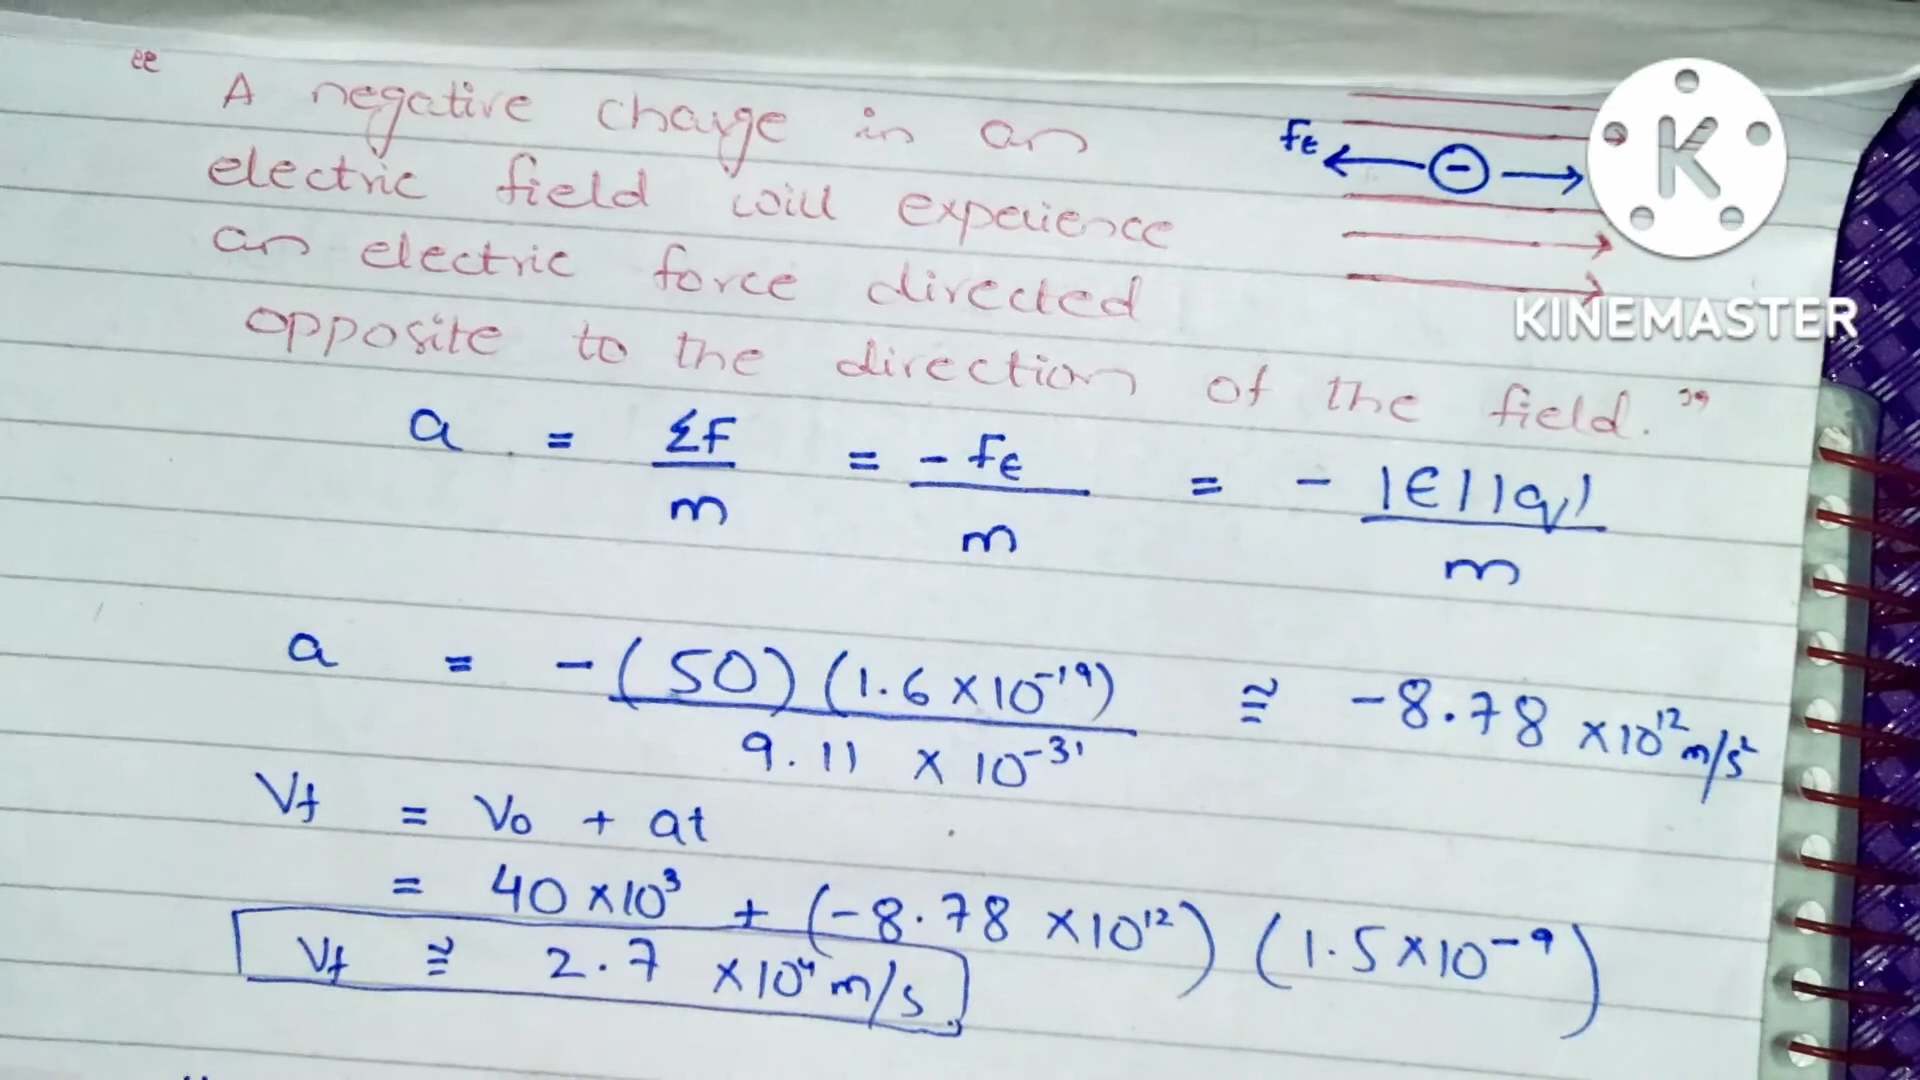 “ A negative charge in an
electric field will experience
an electric force directed
opposite to the direction of the field. ”
fE
−
K
KINEMASTER
a = ΣF/m = -fE/m = - |E||q|/m
a = -(50)(1.6×10⁻¹⁹)/9.11 × 10⁻³¹ ≅ -8.78 ×10¹² m/s²
Vf = V₀ + at
= 40×10³ + (-8.78 ×10¹²) (1.5×10⁻⁹)
Vf ≅ 2.7 ×10⁴ m/s.